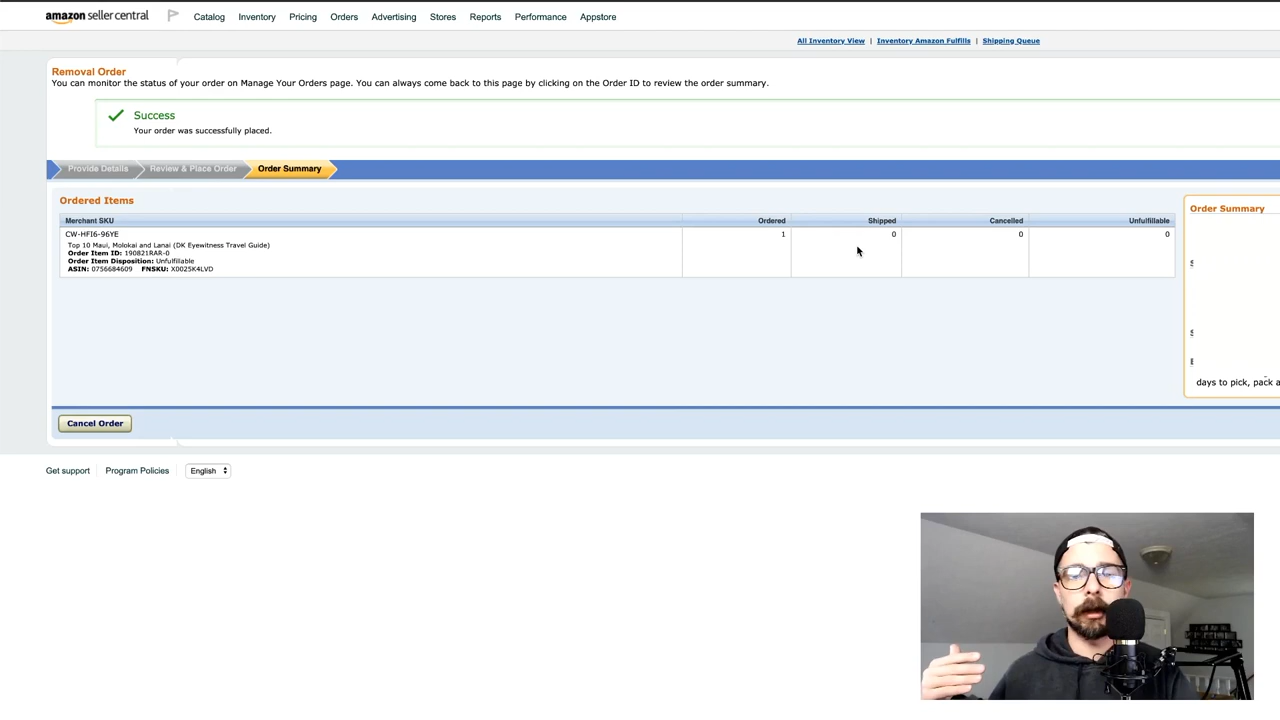 amazon seller central
Catalog Inventory Pricing Orders Advertising Stores Reports Performance Appstore
All Inventory View | Inventory Amazon Fulfills | Shipping Queue
Removal Order
You can monitor the status of your order on Manage Your Orders page. You can always come back to this page by clicking on the Order ID to review the order summary.
Success
Your order was successfully placed.
Provide Details Review & Place Order Order Summary
Ordered Items
Merchant SKU Ordered Shipped Cancelled Unfulfillable
CW-HFI6-96YE 1 0 0 0
Top 10 Maui, Molokai and Lanai (DK Eyewitness Travel Guide)
Order Item ID: 190821RAR-0
Order Item Disposition: Unfulfillable
ASIN: 0756684609 FNSKU: X0025K4LVD
Order Summary
days to pick, pack a
Cancel Order
Get support Program Policies English